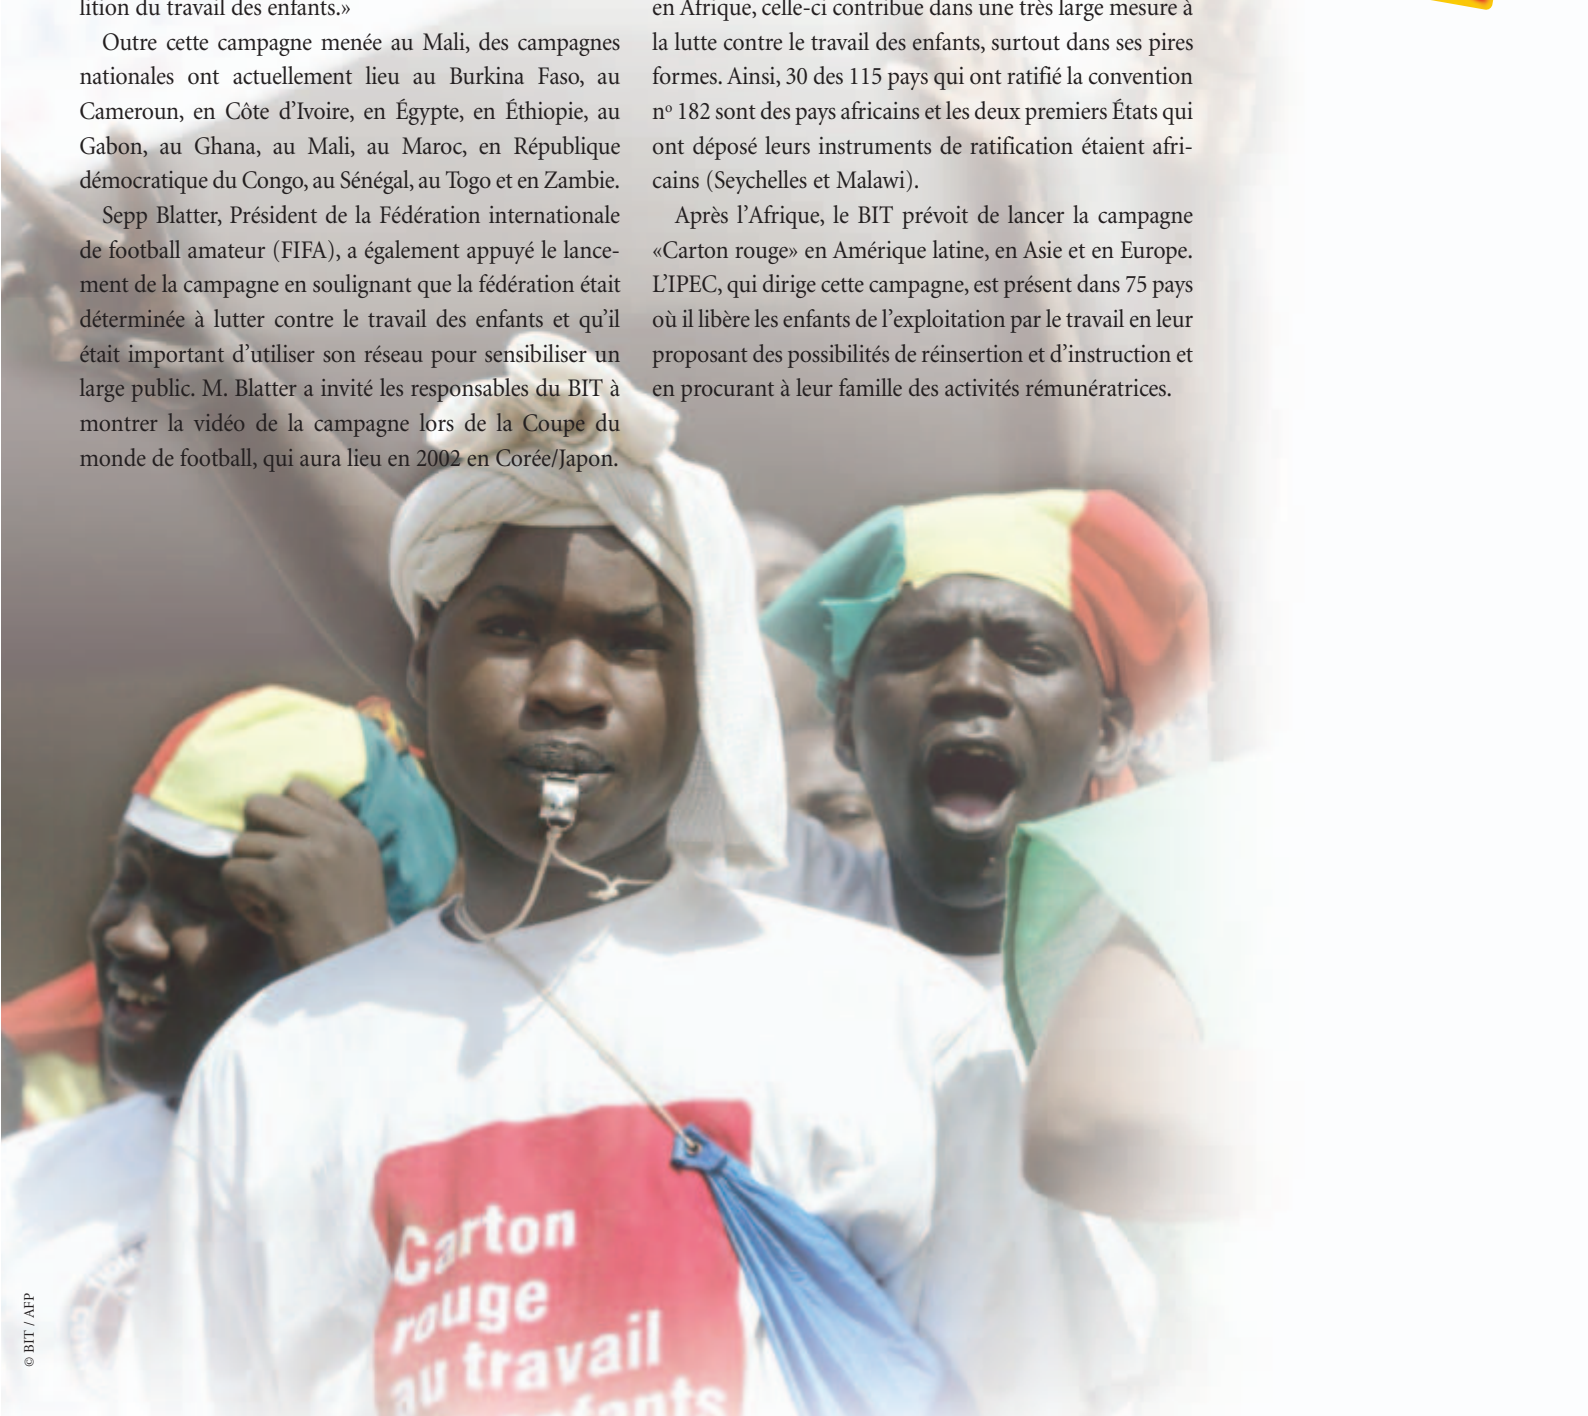 lition du travail des enfants.»
Outre cette campagne menée au Mali, des campagnes
nationales ont actuellement lieu au Burkina Faso, au
Cameroun, en Côte d'Ivoire, en Égypte, en Éthiopie, au
Gabon, au Ghana, au Mali, au Maroc, en République
démocratique du Congo, au Sénégal, au Togo et en Zambie.
Sepp Blatter, Président de la Fédération internationale
de football amateur (FIFA), a également appuyé le lance-
ment de la campagne en soulignant que la fédération était
déterminée à lutter contre le travail des enfants et qu'il
était important d'utiliser son réseau pour sensibiliser un
large public. M. Blatter a invité les responsables du BIT à
montrer la vidéo de la campagne lors de la Coupe du
monde de football, qui aura lieu en 2002 en Corée/Japon.
en Afrique, celle-ci contribue dans une très large mesure à
la lutte contre le travail des enfants, surtout dans ses pires
formes. Ainsi, 30 des 115 pays qui ont ratifié la convention
nº 182 sont des pays africains et les deux premiers États qui
ont déposé leurs instruments de ratification étaient afri-
cains (Seychelles et Malawi).
Après l'Afrique, le BIT prévoit de lancer la campagne
«Carton rouge» en Amérique latine, en Asie et en Europe.
L'IPEC, qui dirige cette campagne, est présent dans 75 pays
où il libère les enfants de l'exploitation par le travail en leur
proposant des possibilités de réinsertion et d'instruction et
en procurant à leur famille des activités rémunératrices.
Carton
rouge
au travail
© BIT / AFP